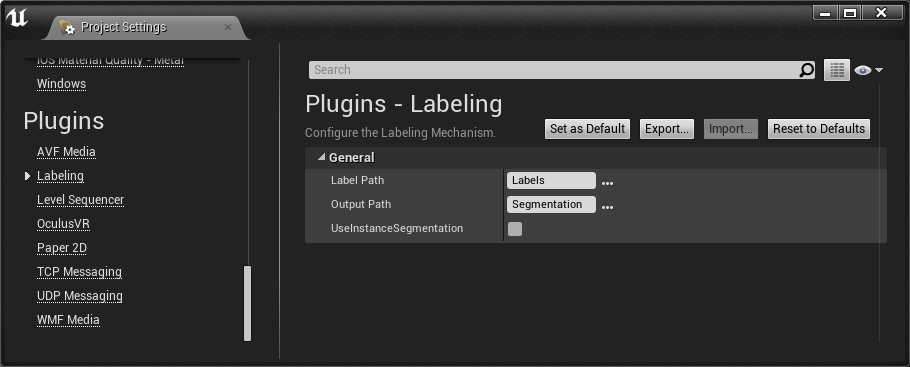 Project Settings
iOS Material Quality - Metal
Windows
Plugins
AVF Media
Labeling
Level Sequencer
OculusVR
Paper 2D
TCP Messaging
UDP Messaging
WMF Media
Search
Plugins - Labeling
Configure the Labeling Mechanism.
Set as Default Export... Import... Reset to Defaults
General
Label Path Labels ...
Output Path Segmentation ...
UseInstanceSegmentation